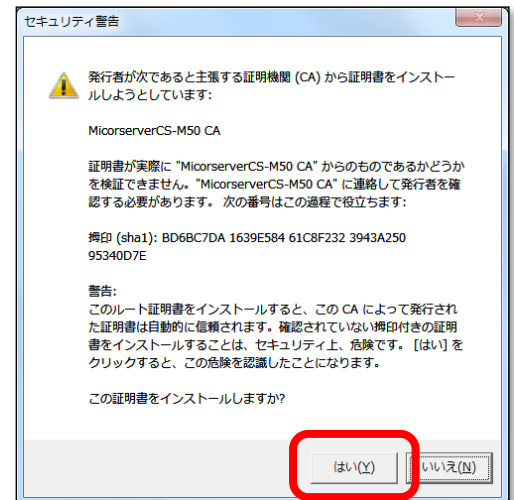 セキュリティ警告
発行者が次であると主張する証明機関 (CA) から証明書をインストー
ルしようとしています:
MicorserverCS-M50 CA
証明書が実際に "MicorserverCS-M50 CA" からのものであるかどうか
を検証できません。"MicorserverCS-M50 CA" に連絡して発行者を確
認する必要があります。 次の番号はこの過程で役立ちます:
拇印 (sha1): BD6BC7DA 1639E584 61C8F232 3943A250
95340D7E
警告:
このルート証明書をインストールすると、この CA によって発行され
た証明書は自動的に信頼されます。確認されていない拇印付きの証明
書をインストールすることは、セキュリティ上、危険です。 [はい] を
クリックすると、この危険を認識したことになります。
この証明書をインストールしますか?
はい(Y)
いいえ(N)